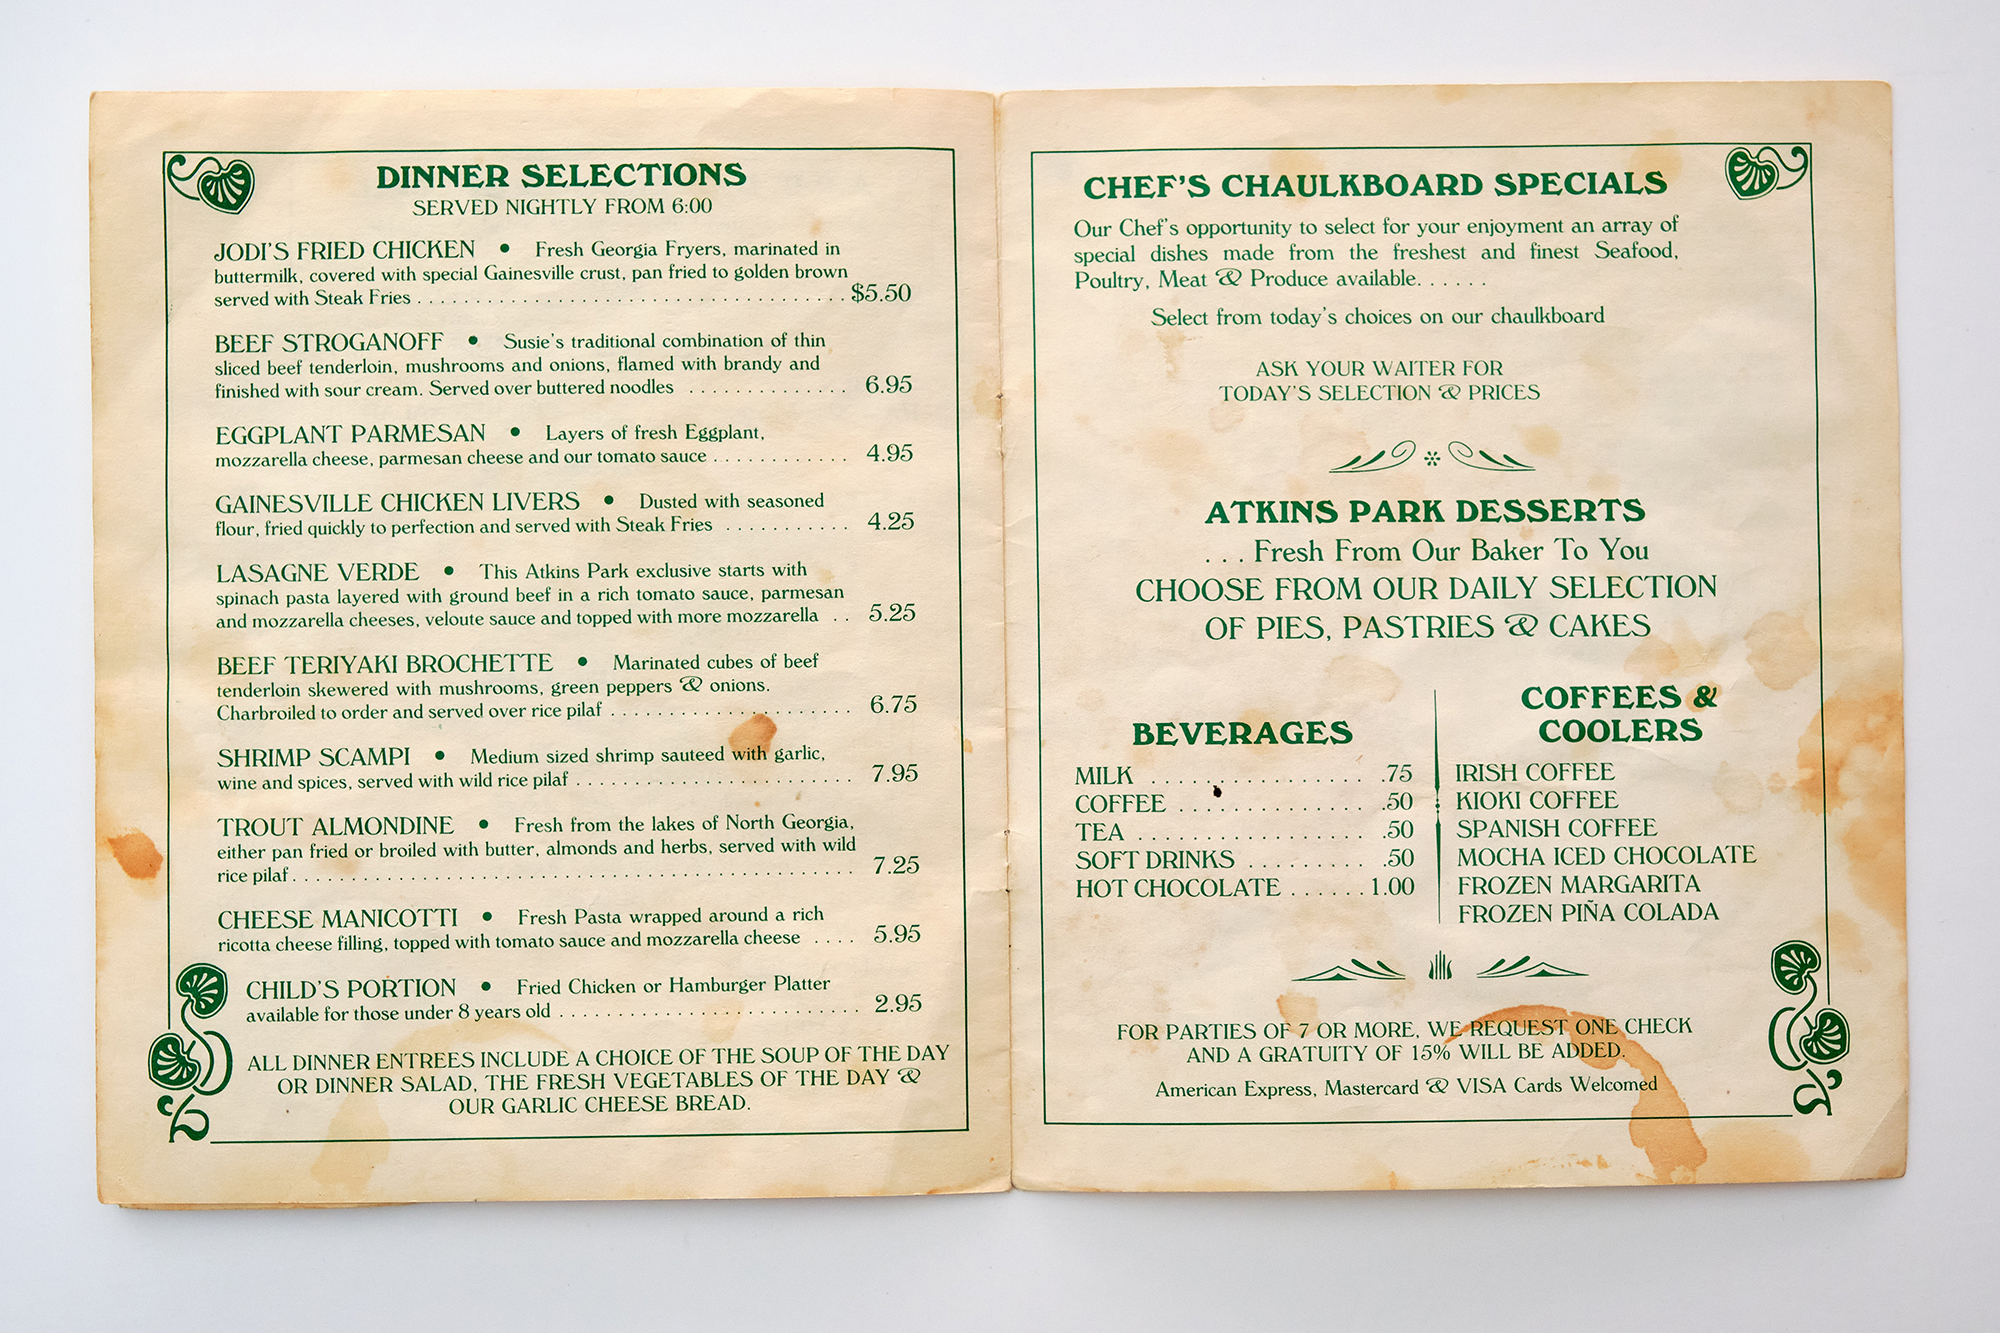 DINNER SELECTIONS
SERVED NIGHTLY FROM 6:00
JODI'S FRIED CHICKEN • Fresh Georgia Fryers, marinated in
buttermilk, covered with special Gainesville crust, pan fried to golden brown
served with Steak Fries . . . . . . . . . . . . . . . . . . . . $5.50
BEEF STROGANOFF • Susie's traditional combination of thin
sliced beef tenderloin, mushrooms and onions, flamed with brandy and
finished with sour cream. Served over buttered noodles . . . . . . . . . . . . . . 6.95
EGGPLANT PARMESAN • Layers of fresh Eggplant,
mozzarella cheese, parmesan cheese and our tomato sauce . . . . . . . . . . . . 4.95
GAINESVILLE CHICKEN LIVERS • Dusted with seasoned
flour, fried quickly to perfection and served with Steak Fries . . . . . . . . . . . 4.25
LASAGNE VERDE • This Atkins Park exclusive starts with
spinach pasta layered with ground beef in a rich tomato sauce, parmesan
and mozzarella cheeses, veloute sauce and topped with more mozzarella . . 5.25
BEEF TERIYAKI BROCHETTE • Marinated cubes of beef
tenderloin skewered with mushrooms, green peppers & onions.
Charbroiled to order and served over rice pilaf . . . . . . . . . . . . . . . . . . . . . 6.75
SHRIMP SCAMPI • Medium sized shrimp sauteed with garlic,
wine and spices, served with wild rice pilaf . . . . . . . . . . . . . . . . . . . . . . . . 7.95
TROUT ALMONDINE • Fresh from the lakes of North Georgia,
either pan fried or broiled with butter, almonds and herbs, served with wild
rice pilaf . . . . . . . . . . . . . . . . . . . . . . . . . . . . . . 7.25
CHEESE MANICOTTI • Fresh Pasta wrapped around a rich
ricotta cheese filling, topped with tomato sauce and mozzarella cheese . . . . 5.95
CHILD'S PORTION • Fried Chicken or Hamburger Platter
available for those under 8 years old . . . . . . . . . . . . . . . . . . . . . . . . . . 2.95
ALL DINNER ENTREES INCLUDE A CHOICE OF THE SOUP OF THE DAY
OR DINNER SALAD, THE FRESH VEGETABLES OF THE DAY &
OUR GARLIC CHEESE BREAD.
CHEF'S CHAULKBOARD SPECIALS
Our Chef's opportunity to select for your enjoyment an array of
special dishes made from the freshest and finest Seafood,
Poultry, Meat & Produce available. . . . . .
Select from today's choices on our chaulkboard
ASK YOUR WAITER FOR
TODAY'S SELECTION & PRICES
ATKINS PARK DESSERTS
. . . Fresh From Our Baker To You
CHOOSE FROM OUR DAILY SELECTION
OF PIES, PASTRIES & CAKES
BEVERAGES
MILK . . . . . . . . . . . . . . . . .75
COFFEE . . . . . . . . . . . . . . .50
TEA . . . . . . . . . . . . . . . . . .50
SOFT DRINKS . . . . . . . . . .50
HOT CHOCOLATE . . . . . . 1.00
COFFEES &
COOLERS
IRISH COFFEE
KIOKI COFFEE
SPANISH COFFEE
MOCHA ICED CHOCOLATE
FROZEN MARGARITA
FROZEN PIÑA COLADA
FOR PARTIES OF 7 OR MORE, WE REQUEST ONE CHECK
AND A GRATUITY OF 15% WILL BE ADDED.
American Express, Mastercard & VISA Cards Welcomed